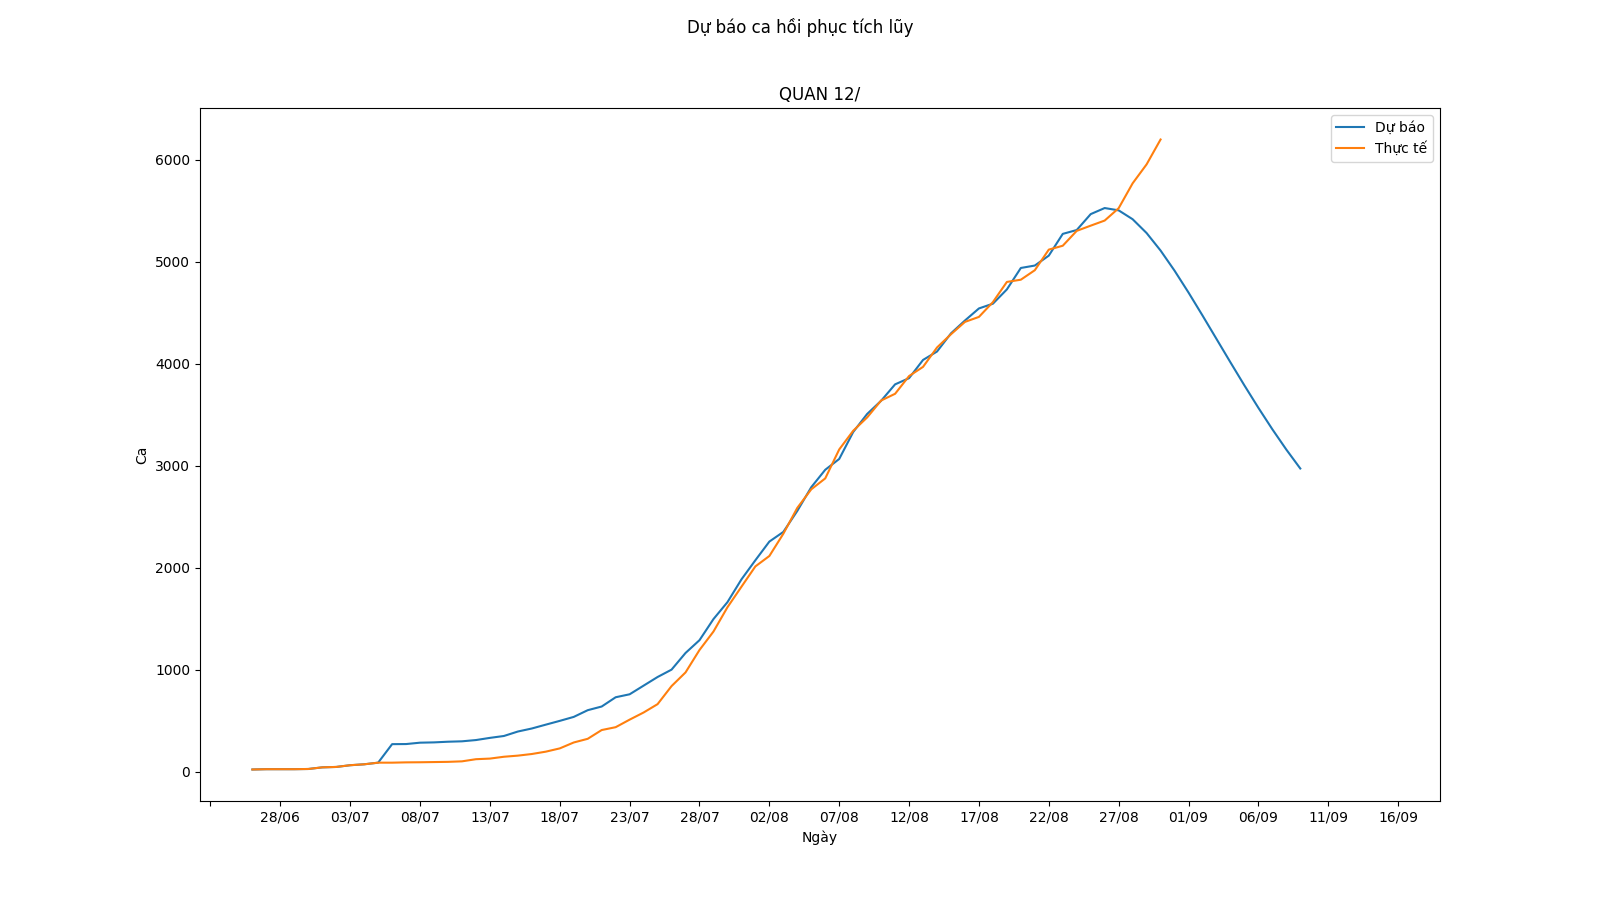 Dự báo ca hồi phục tích lũy
QUAN 12/
Dự báo
Thực tế
6000
5000
4000
3000
2000
1000
0
Ca
28/06 03/07 08/07 13/07 18/07 23/07 28/07 02/08 07/08 12/08 17/08 22/08 27/08 01/09 06/09 11/09 16/09
Ngày